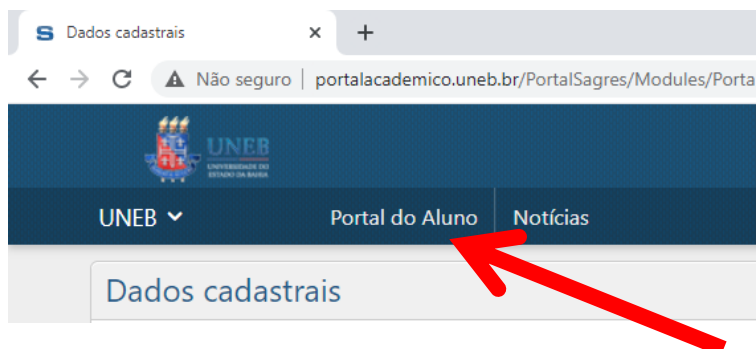 Dados cadastrais
Não seguro | portalacademico.uneb.br/PortalSagres/Modules/Porta
UNEB
UNIVERSIDADE DO
ESTADO DA BAHIA
UNEB Portal do Aluno Notícias
Dados cadastrais